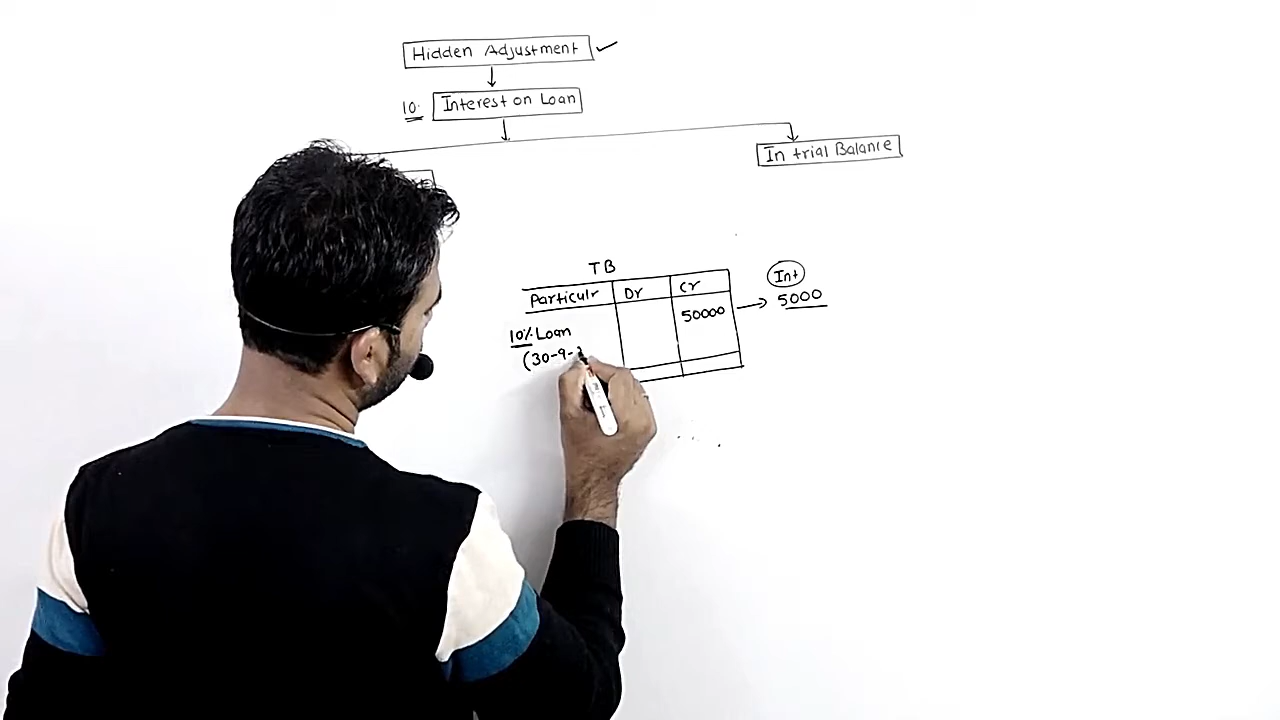 Hidden Adjustment ✓
10. Interest on Loan
In trial Balance
TB
Particulr Dr Cr
50000
Int
5000
10% Loan
(30-9-